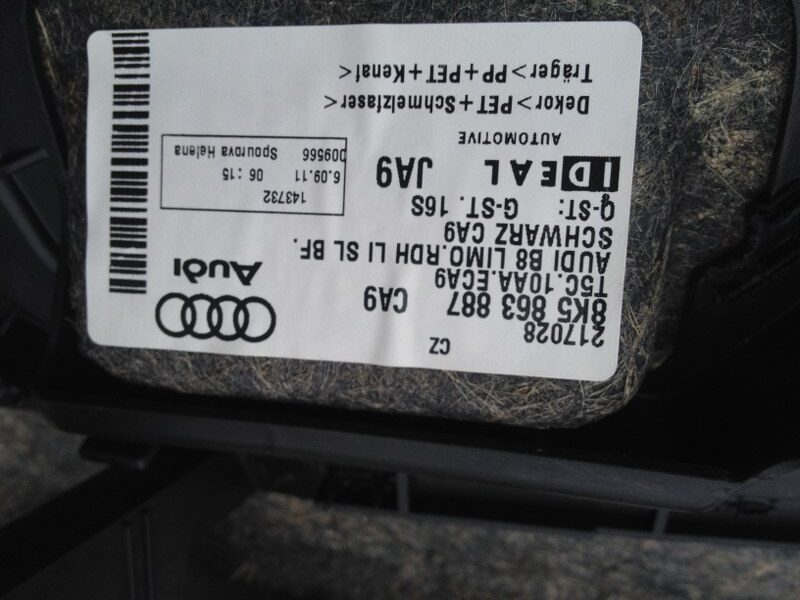 217028
CZ
8K5 863 887 CA9
T5C.10AA.ECA9
AUDI B8 LIMO.RDH LI SL BF.
SCHWARZ CA9
Q-ST: G-ST. 16S
Audi
IDEAL JA9
AUTOMOTIVE
143732
6.09.11 06:15
D09566 Spourova Halena
Dekor>PET+Schmelzfaser<
Träger>PP+PET+Kenaf<